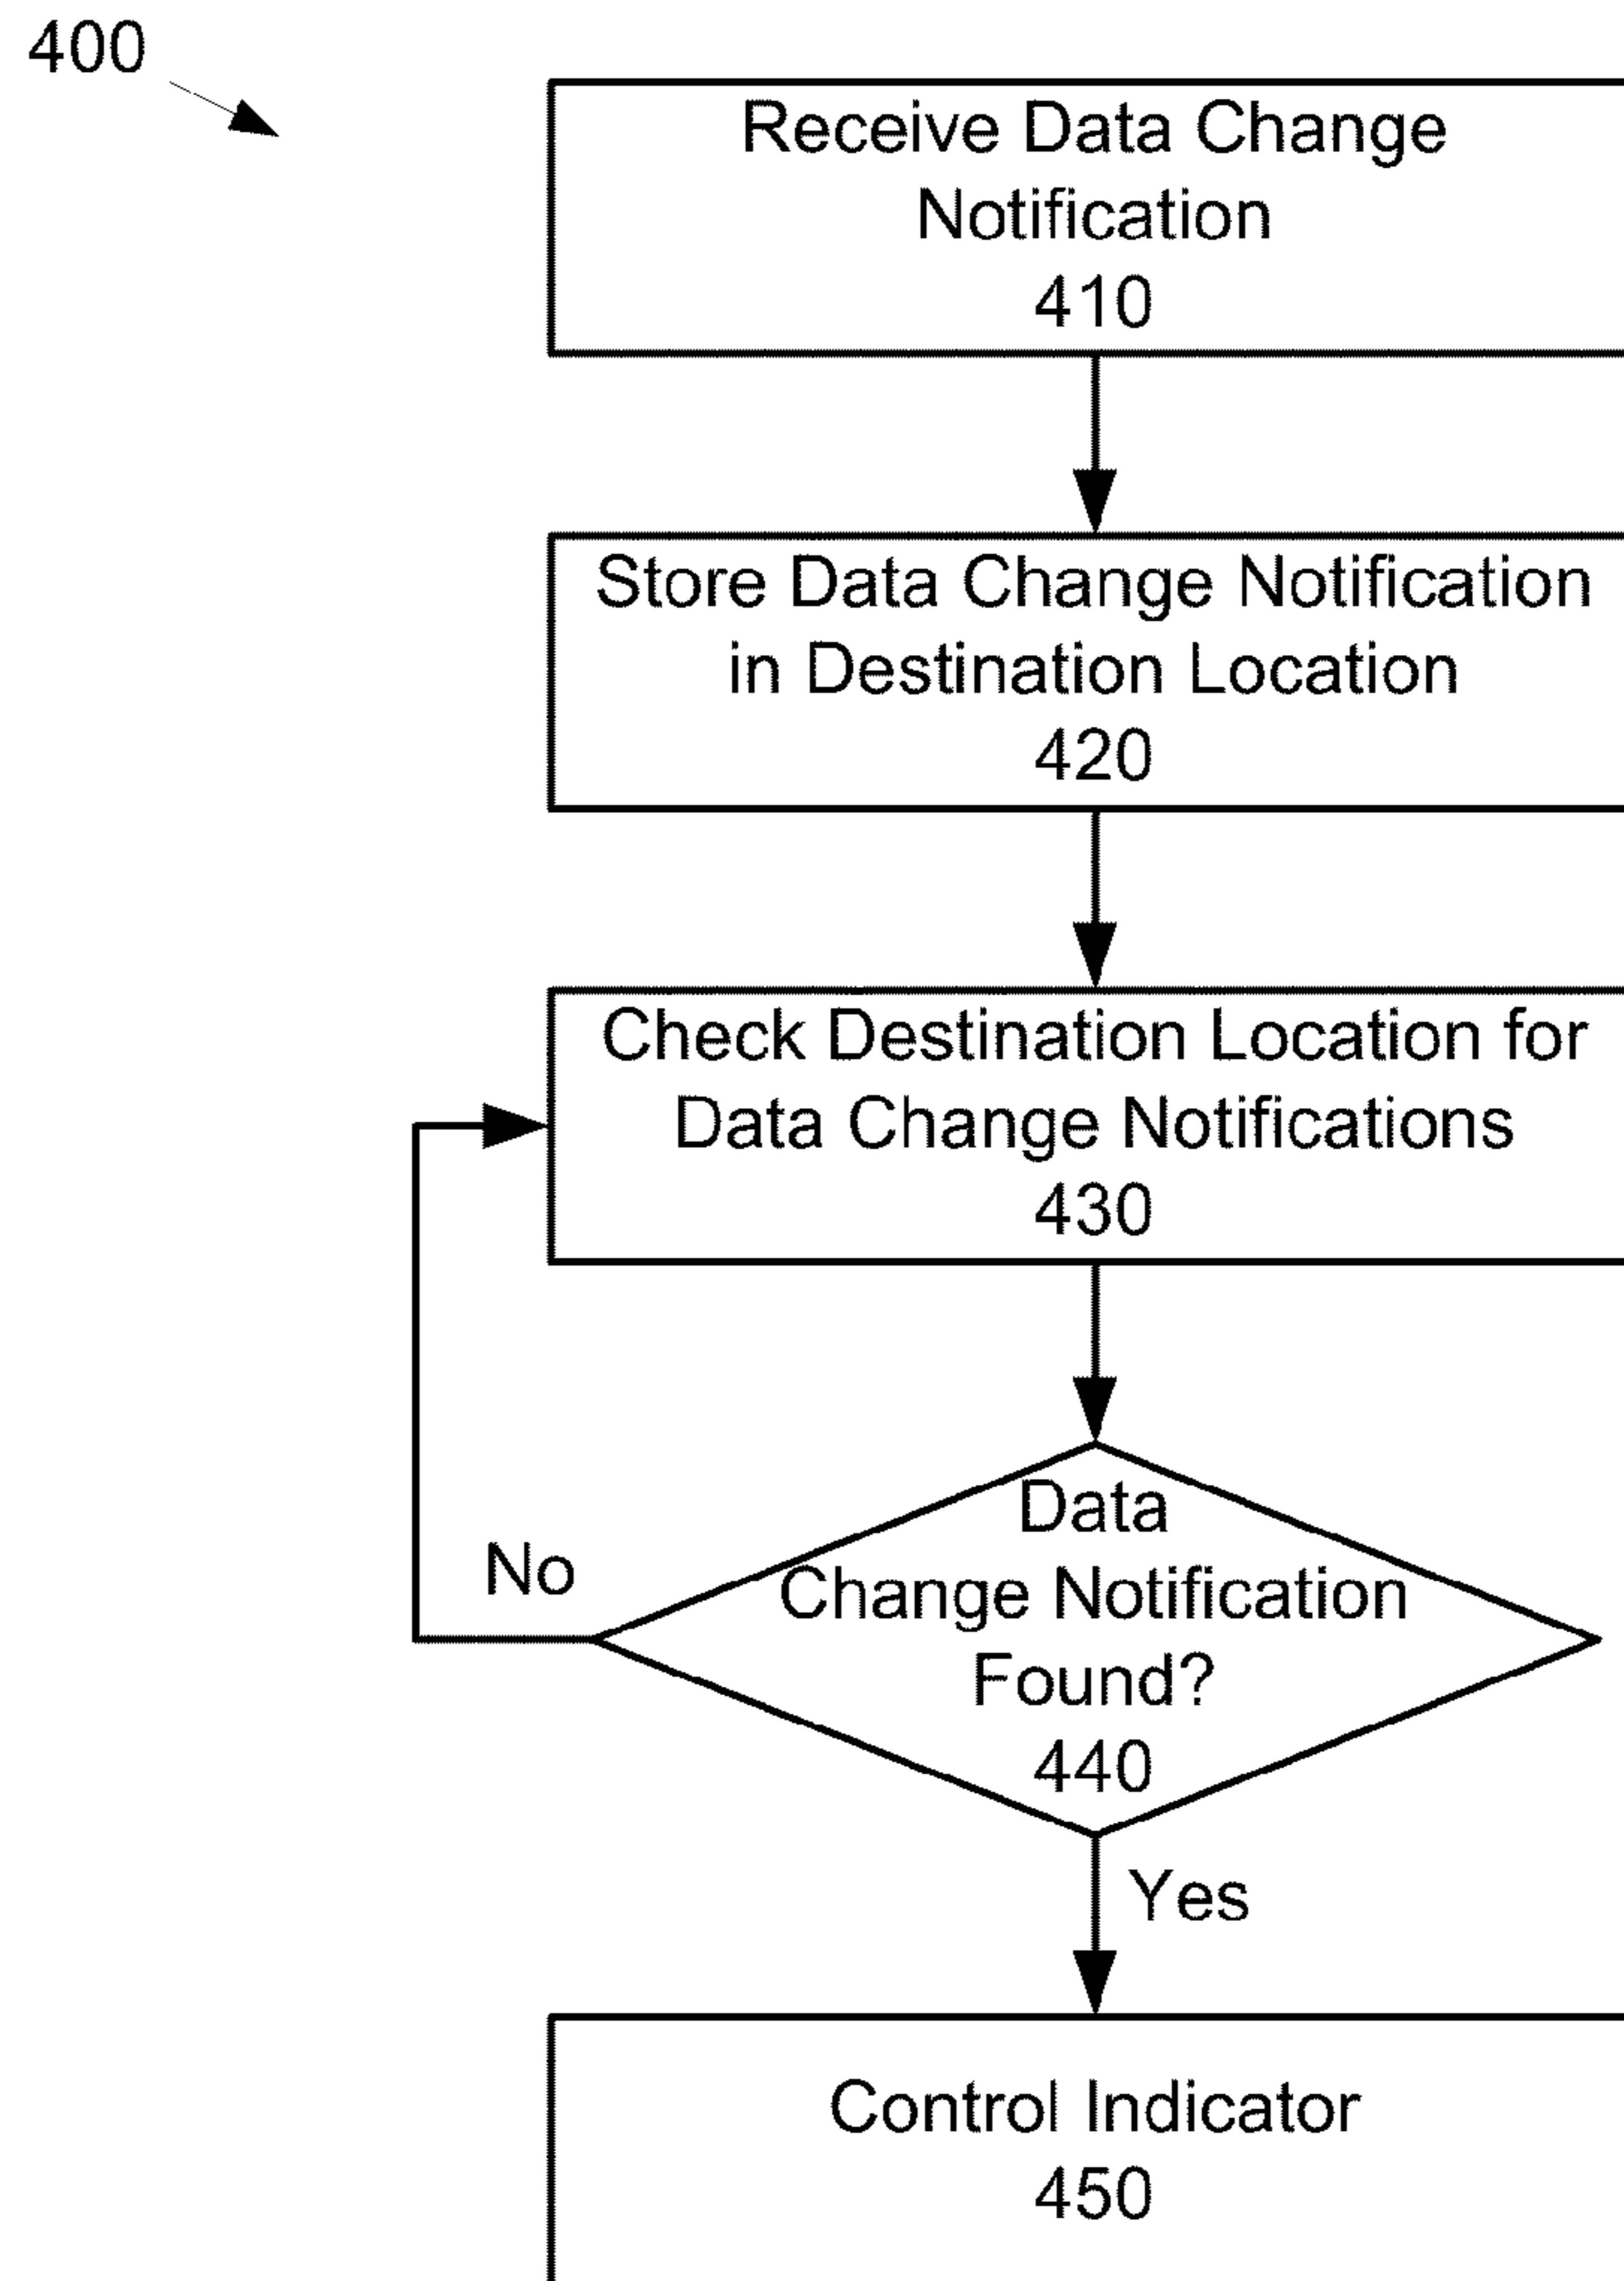 400
Receive Data Change
Notification
410
Store Data Change Notification
in Destination Location
420
Check Destination Location for
Data Change Notifications
430
Data
Change Notification
Found?
440
No
Yes
Control Indicator
450